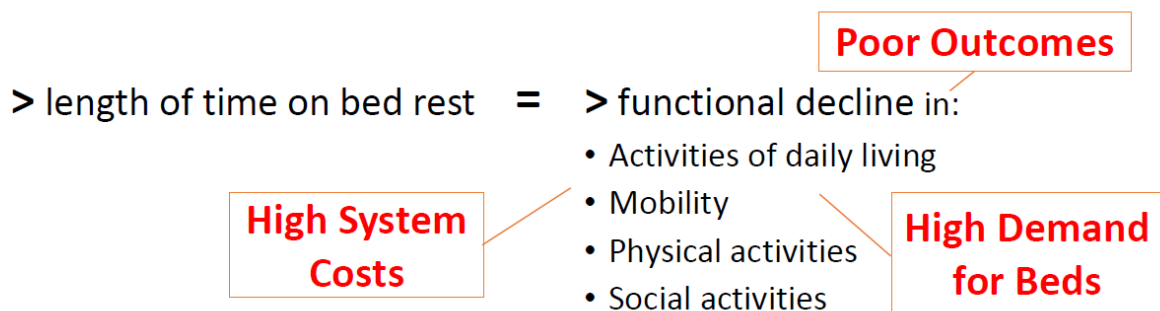 Poor Outcomes
> length of time on bed rest = > functional decline in:
• Activities of daily living
• Mobility
• Physical activities
• Social activities
High System
Costs
High Demand
for Beds